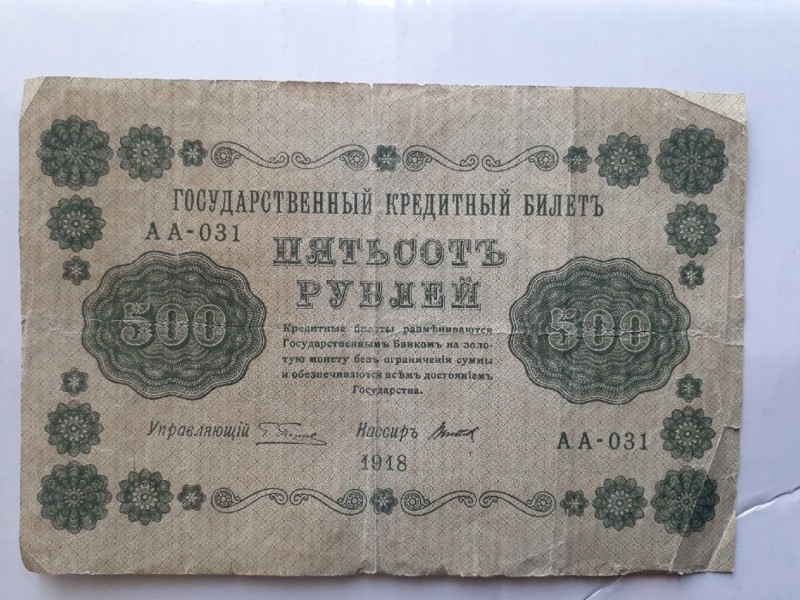 ГОСУДАРСТВЕННЫЙ КРЕДИТНЫЙ БИЛЕТЪ
АА-031
ПЯТЬСОТЪ
РУБЛЕЙ
500
500
Кредитные билеты размѣниваются
Государственнымъ Банкомъ на золо-
тую монету безъ ограниченія суммы
и обезпечиваются всѣмъ достояніемъ
Государства.
Управляющій
Кассиръ
АА-031
1918